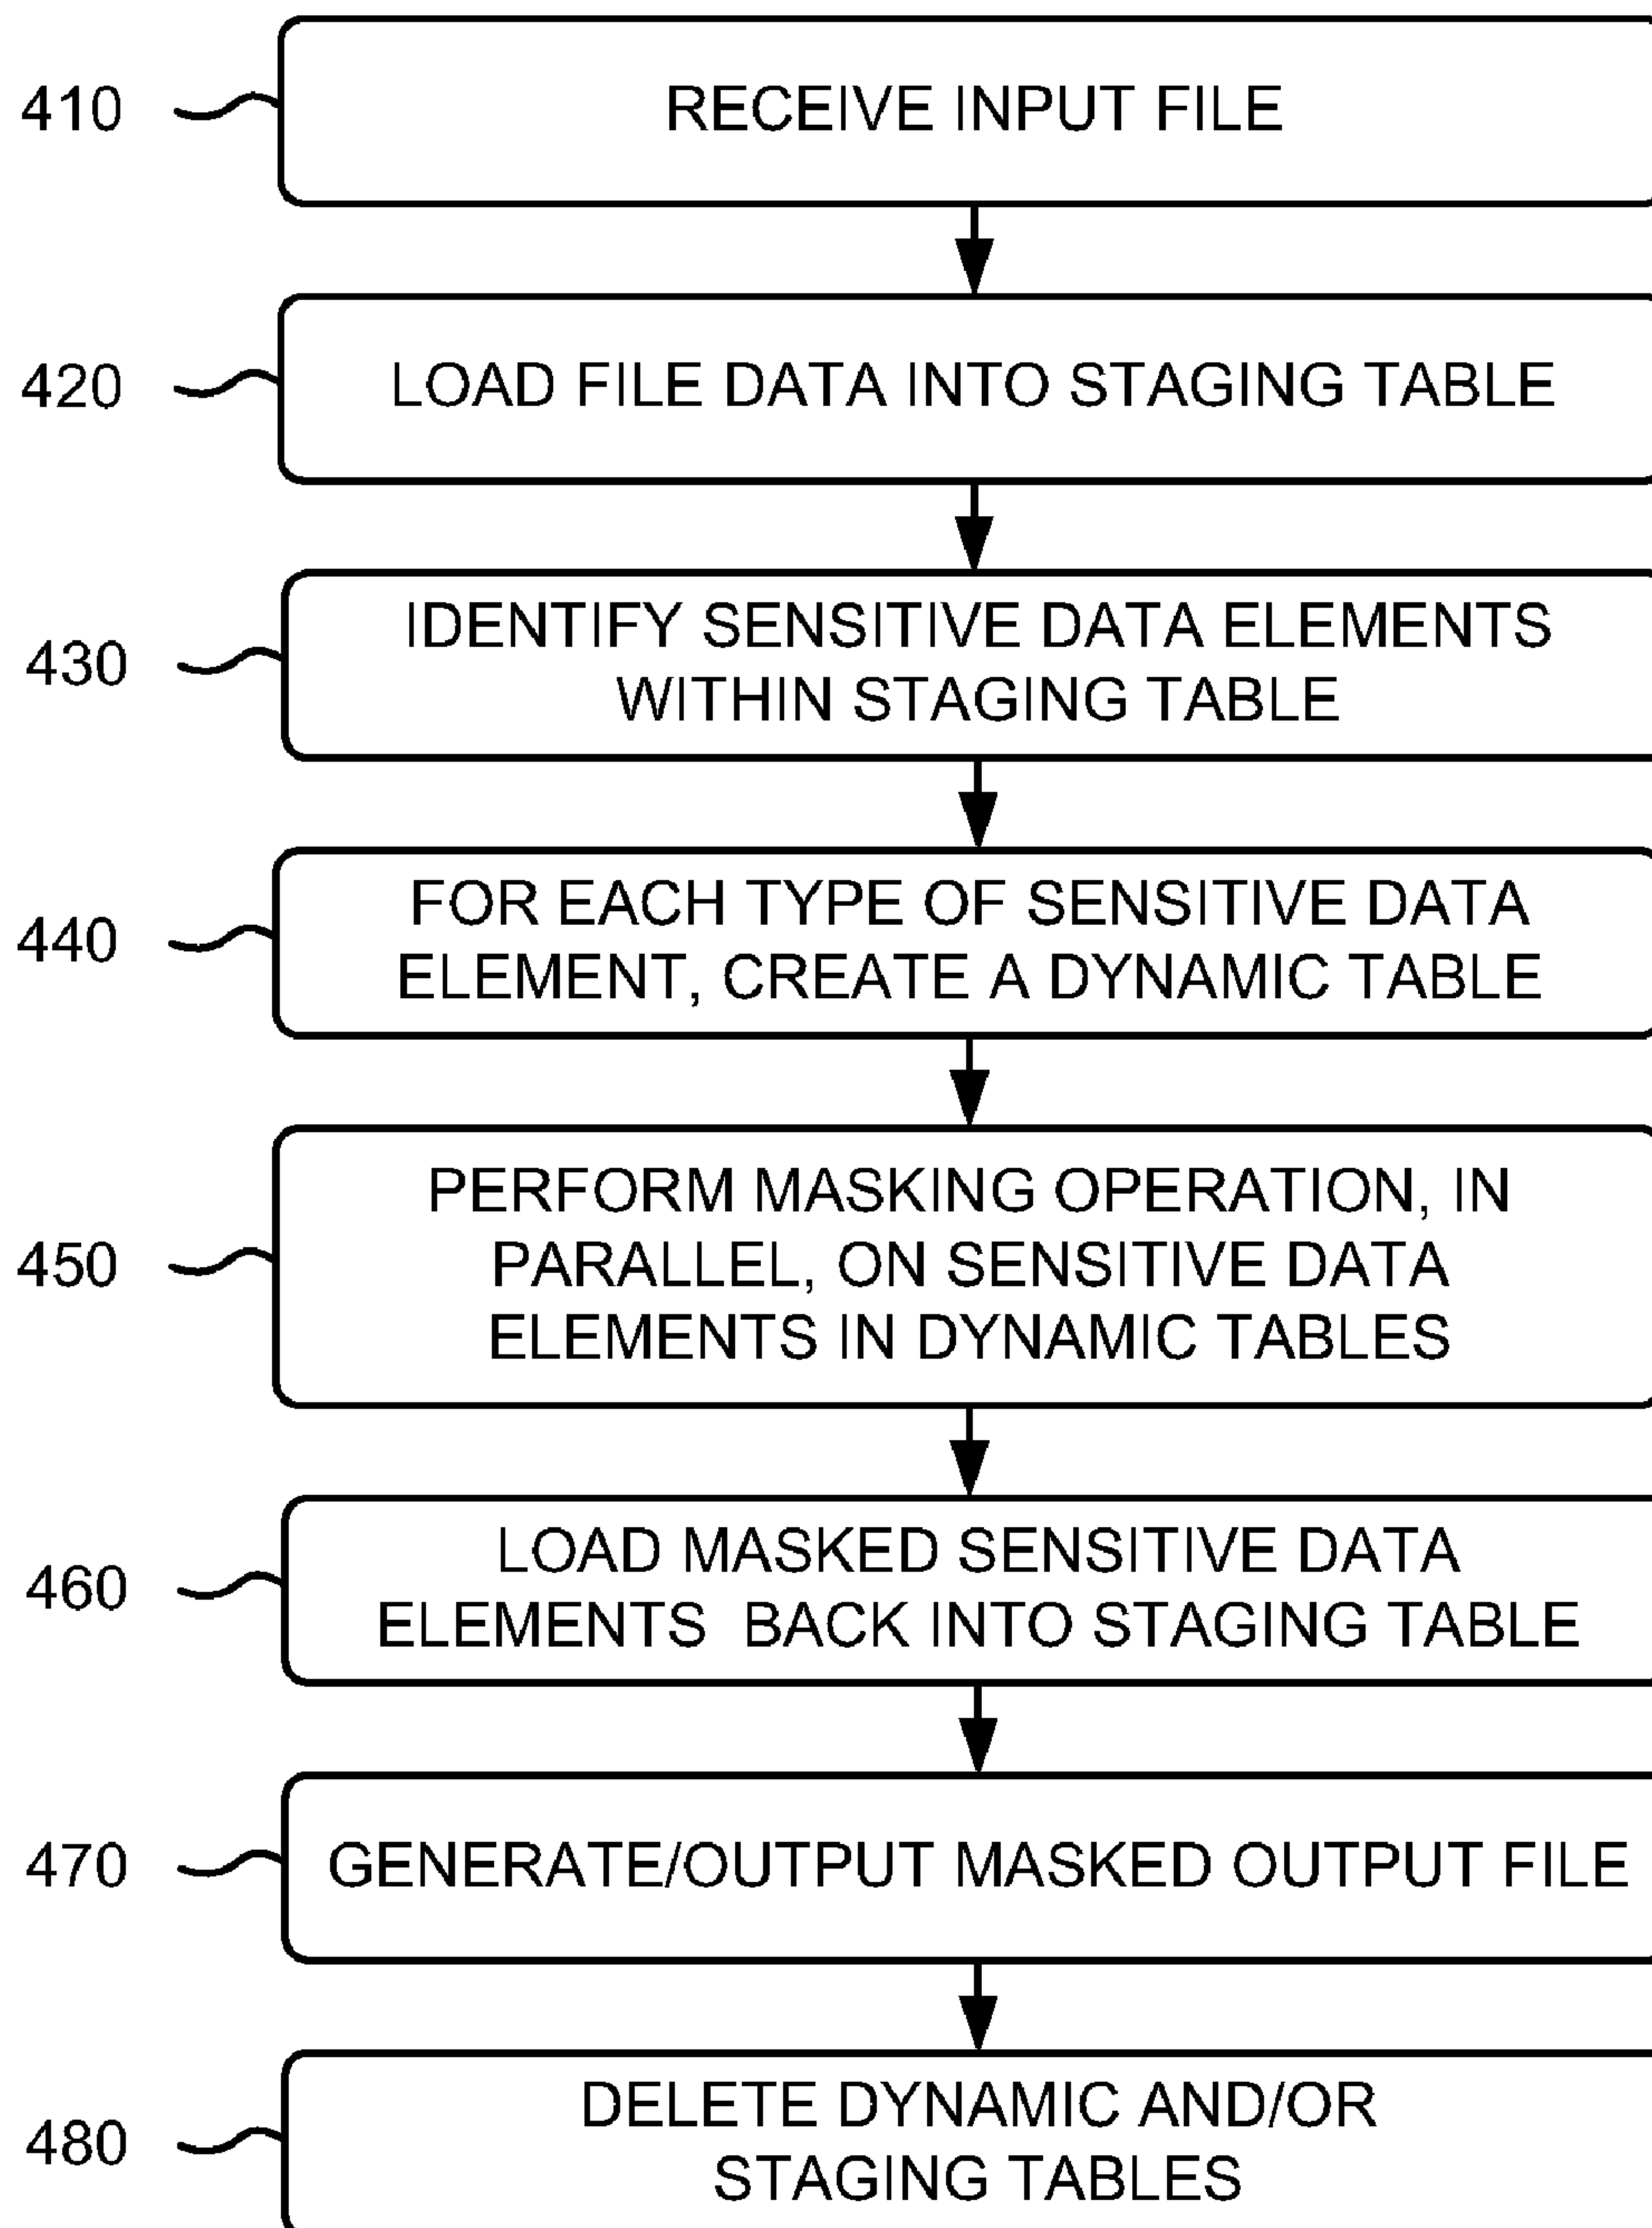 410
RECEIVE INPUT FILE
420
LOAD FILE DATA INTO STAGING TABLE
430
IDENTIFY SENSITIVE DATA ELEMENTS
WITHIN STAGING TABLE
440
FOR EACH TYPE OF SENSITIVE DATA
ELEMENT, CREATE A DYNAMIC TABLE
450
PERFORM MASKING OPERATION, IN
PARALLEL, ON SENSITIVE DATA
ELEMENTS IN DYNAMIC TABLES
460
LOAD MASKED SENSITIVE DATA
ELEMENTS BACK INTO STAGING TABLE
470
GENERATE/OUTPUT MASKED OUTPUT FILE
480
DELETE DYNAMIC AND/OR
STAGING TABLES